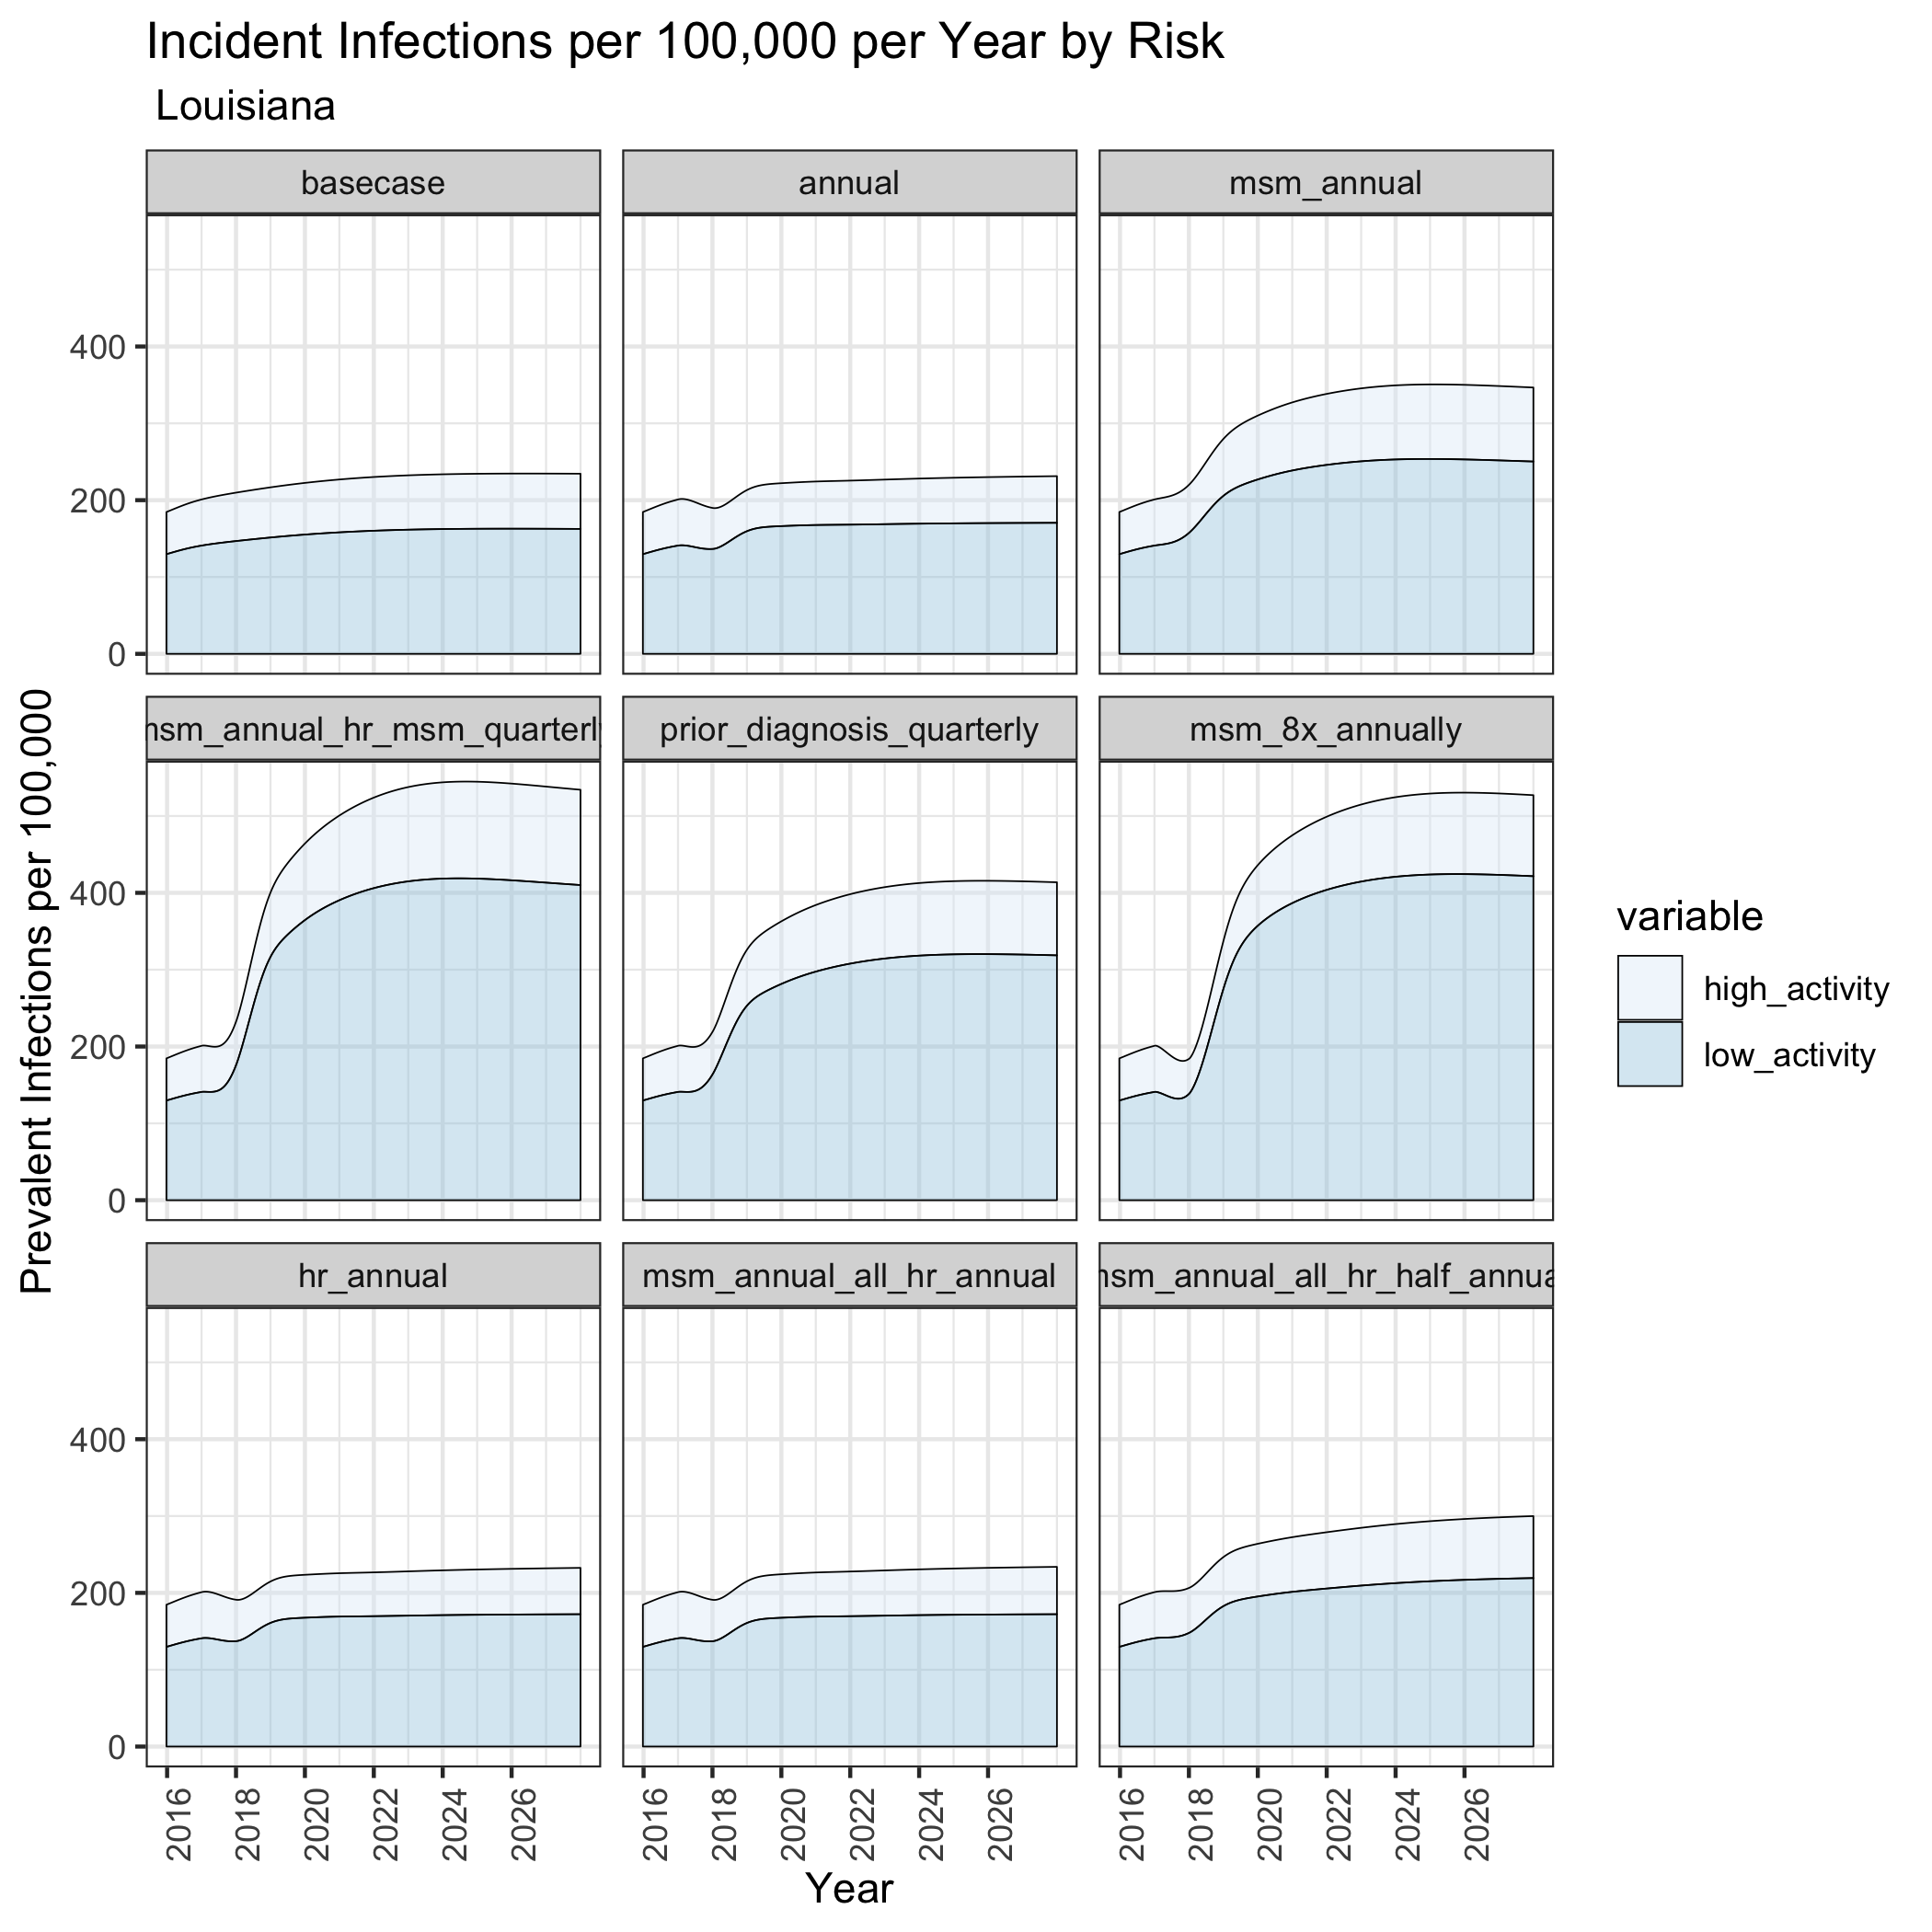 Incident Infections per 100,000 per Year by Risk
Louisiana
basecase
annual
msm_annual
400
200
0
msm_annual_hr_msm_quarterly
prior_diagnosis_quarterly
msm_8x_annually
400
200
0
hr_annual
msm_annual_all_hr_annual
msm_annual_all_hr_half_annua
400
200
0
2016 2018 2020 2022 2024 2026
2016 2018 2020 2022 2024 2026
2016 2018 2020 2022 2024 2026
Year
Prevalent Infections per 100,000
variable
high_activity
low_activity